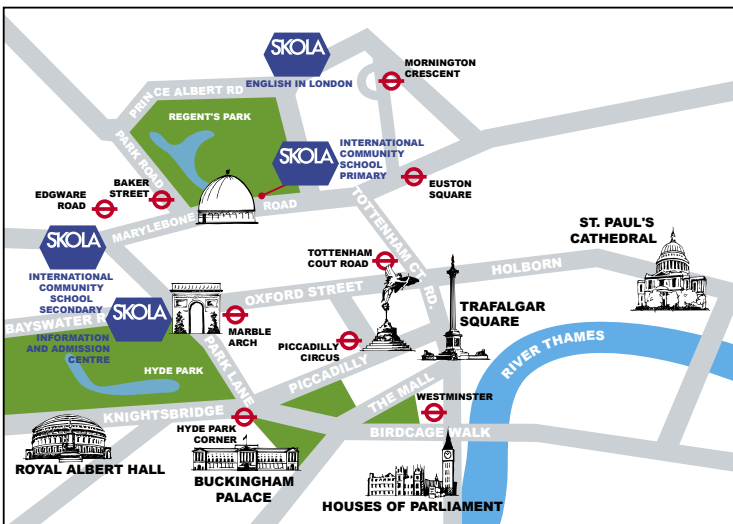 SKOLA
ENGLISH IN LONDON
MORNINGTON
CRESCENT
PRINCE ALBERT RD
REGENT'S PARK
PARK ROAD
SKOLA
INTERNATIONAL
COMMUNITY
SCHOOL
PRIMARY
EUSTON
SQUARE
BAKER
STREET
EDGWARE
ROAD
MARYLEBONE ROAD
TOTTENHAM CT. RD.
ST. PAUL'S
CATHEDRAL
SKOLA
INTERNATIONAL
COMMUNITY
SCHOOL
SECONDARY
TOTTENHAM
COUT ROAD
HOLBORN
OXFORD STREET
TRAFALGAR
SQUARE
SKOLA
BAYSWATER R
INFORMATION
AND ADMISSION
CENTRE
MARBLE
ARCH
PICCADILLY
CIRCUS
RIVER THAMES
HYDE PARK
PARK LANE
PICCADILLY
THE MALL
WESTMINSTER
KNIGHTSBRIDGE
HYDE PARK
CORNER
BIRDCAGE WALK
ROYAL ALBERT HALL
BUCKINGHAM
PALACE
HOUSES OF PARLIAMENT